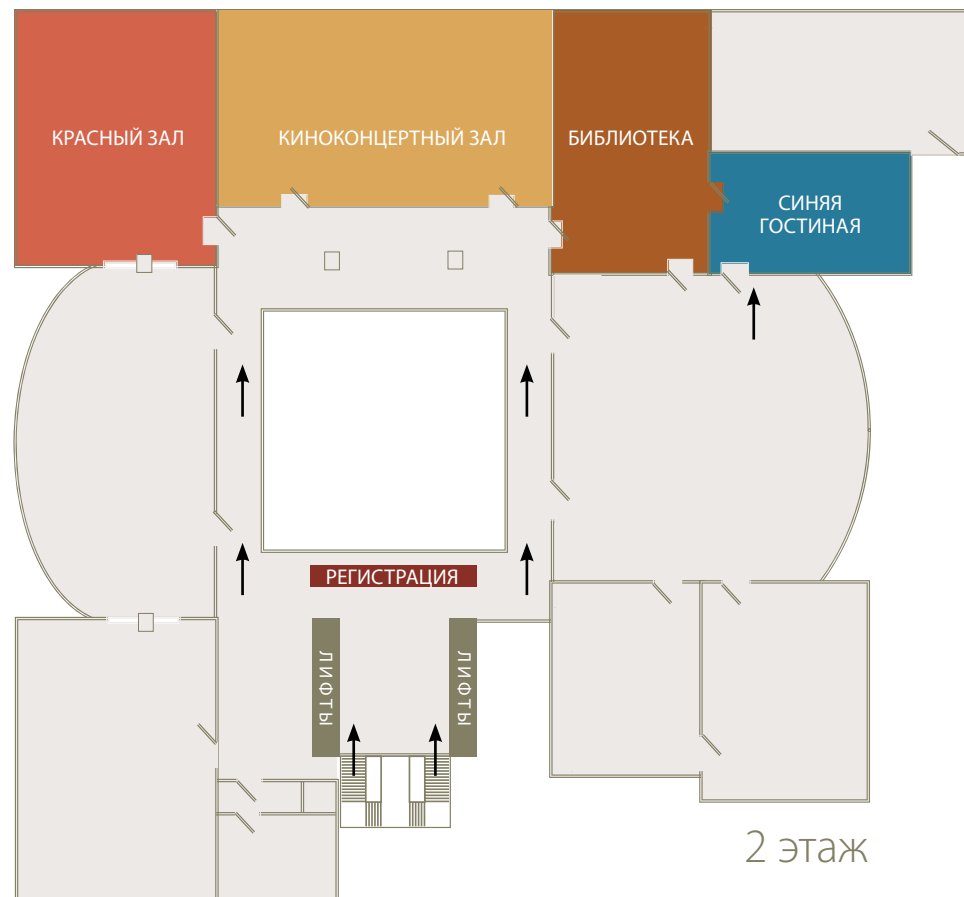 КРАСНЫЙ ЗАЛ
КИНОКОНЦЕРТНЫЙ ЗАЛ
БИБЛИОТЕКА
СИНЯЯ
ГОСТИНАЯ
РЕГИСТРАЦИЯ
ЛИФТЫ
ЛИФТЫ
2 этаж